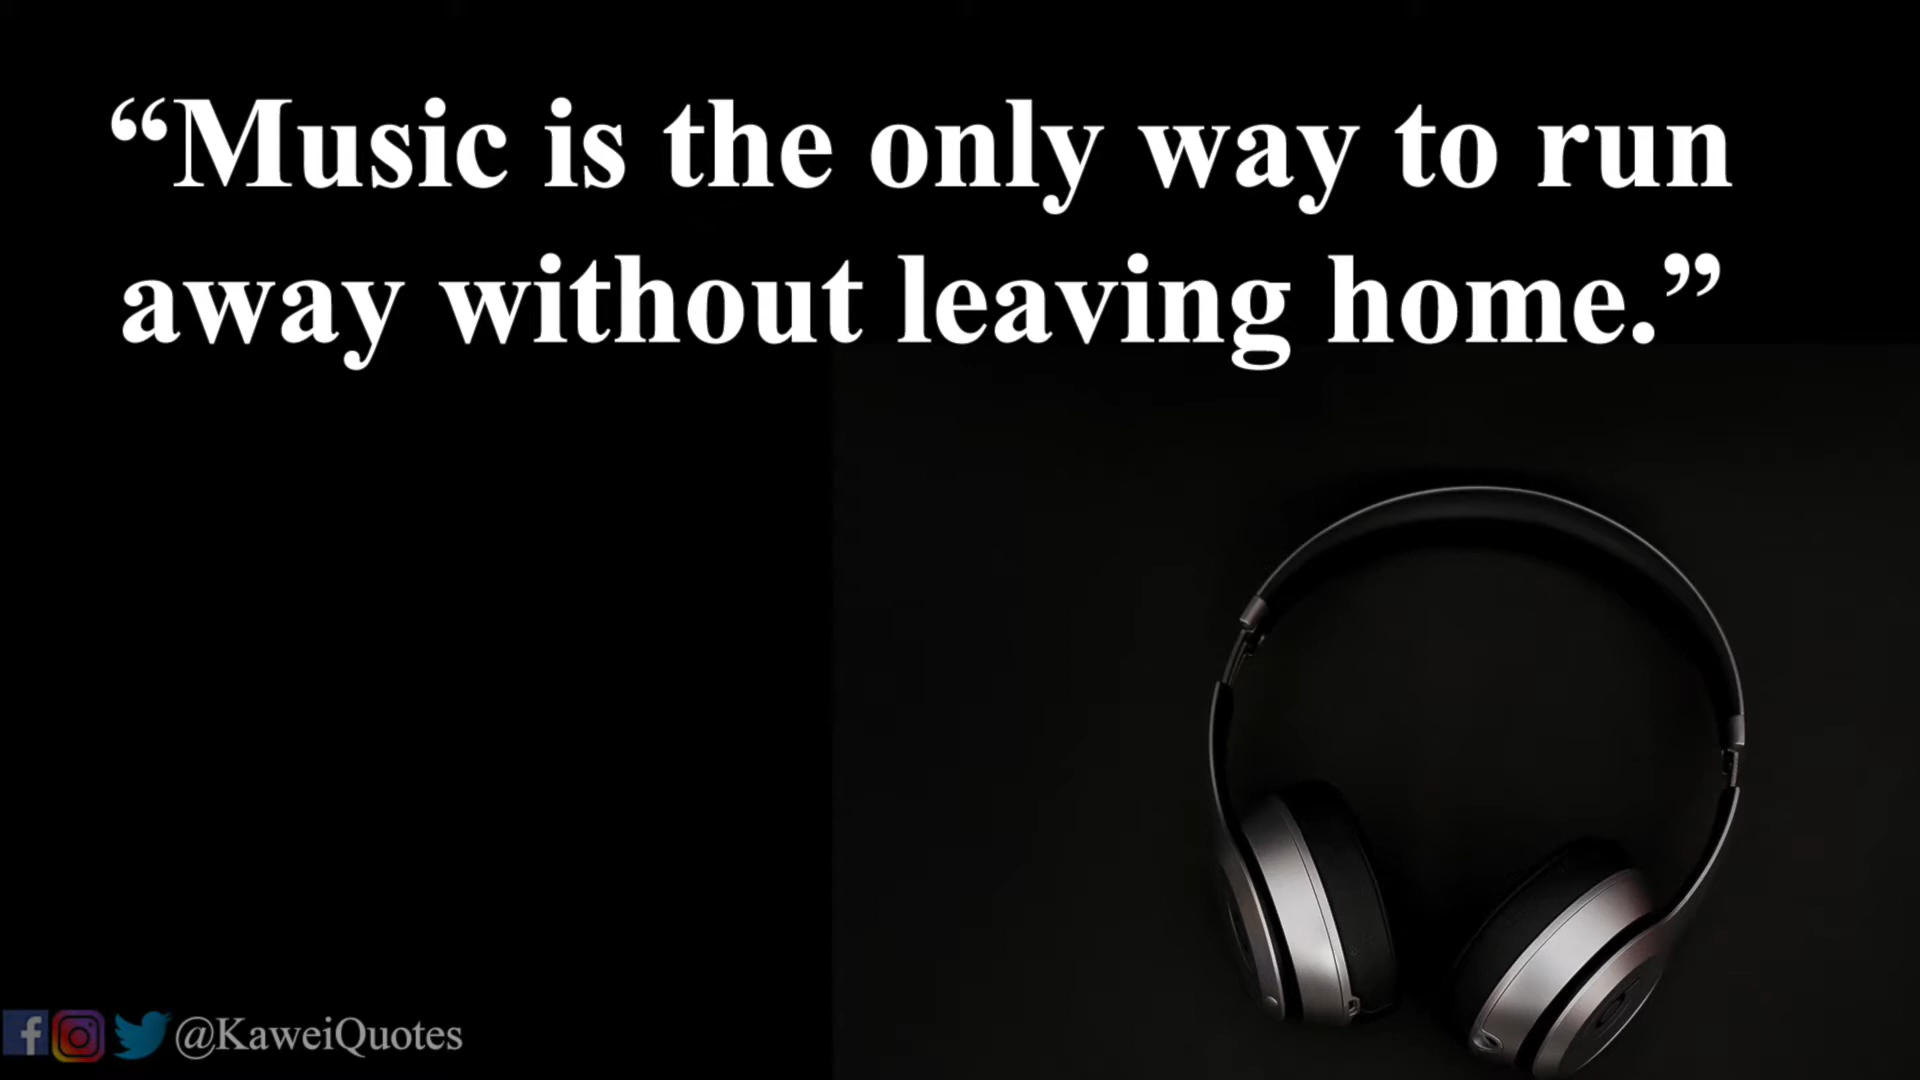 “Music is the only way to run
away without leaving home.”
@KaweiQuotes